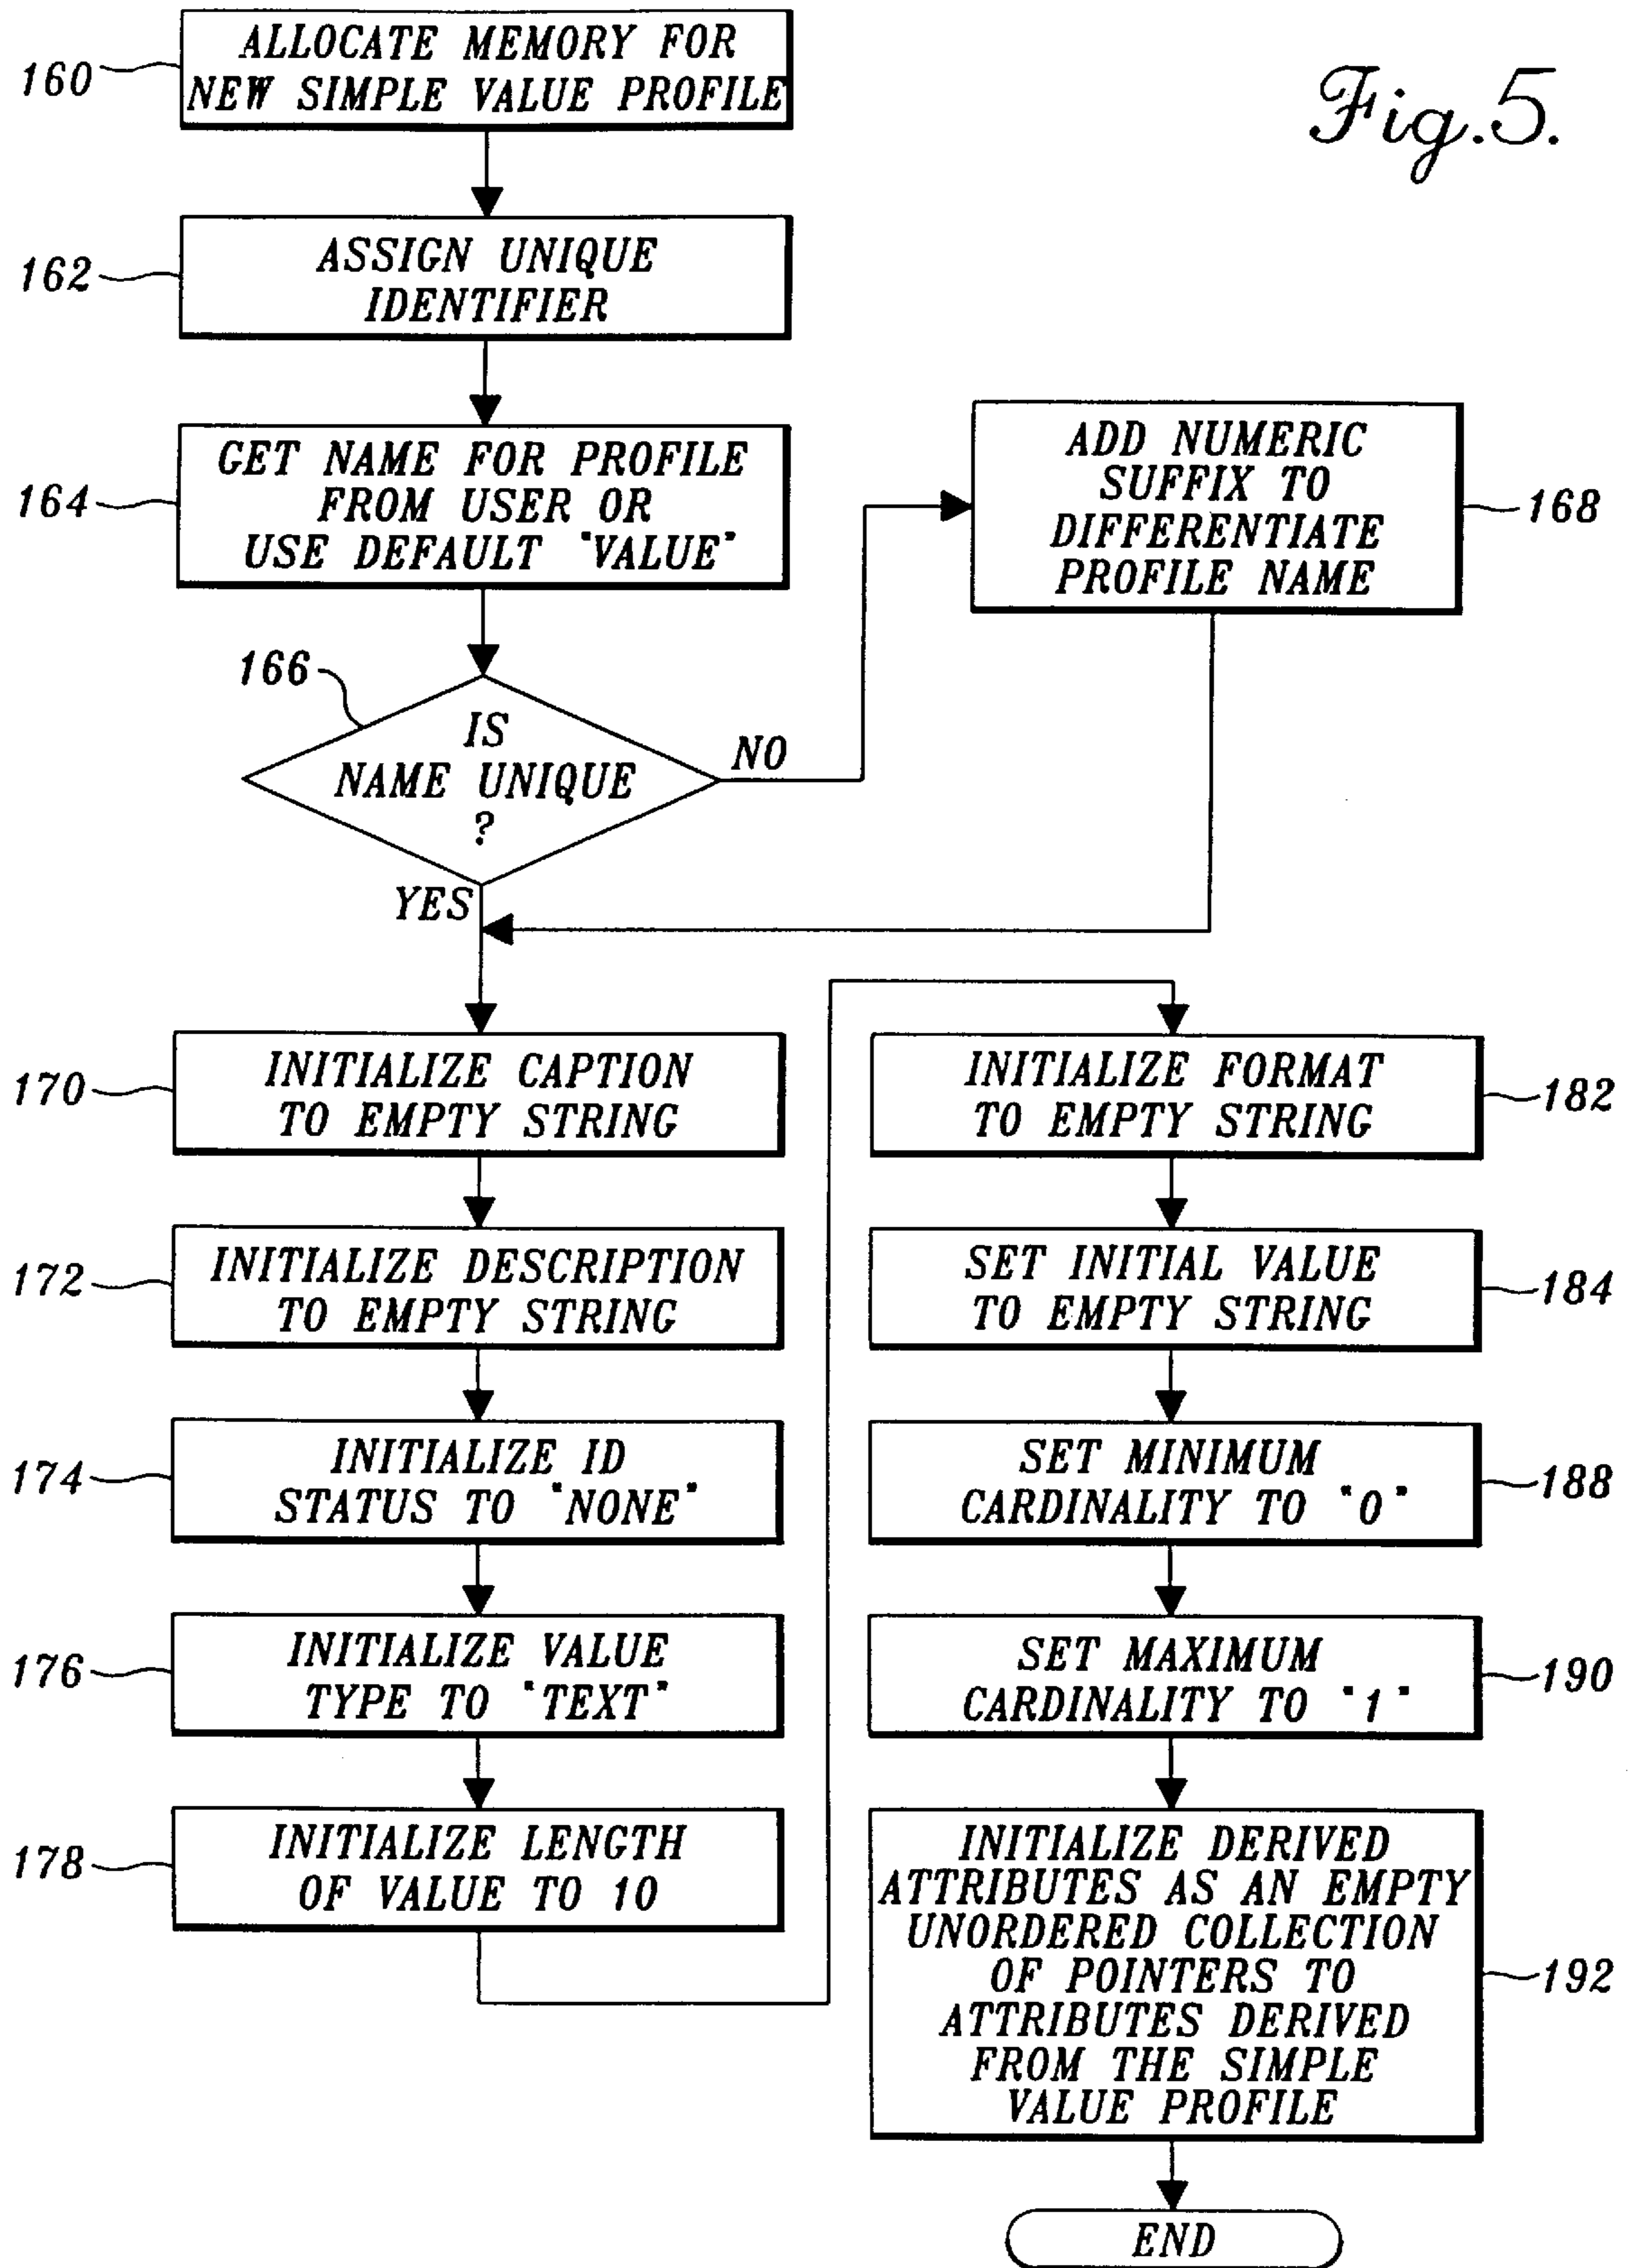 Fig.5.
160
ALLOCATE MEMORY FOR
NEW SIMPLE VALUE PROFILE
162
ASSIGN UNIQUE
IDENTIFIER
164
GET NAME FOR PROFILE
FROM USER OR
USE DEFAULT "VALUE"
166
IS
NAME UNIQUE
?
NO
YES
ADD NUMERIC
SUFFIX TO
DIFFERENTIATE
PROFILE NAME
168
170
INITIALIZE CAPTION
TO EMPTY STRING
172
INITIALIZE DESCRIPTION
TO EMPTY STRING
174
INITIALIZE ID
STATUS TO "NONE"
176
INITIALIZE VALUE
TYPE TO "TEXT"
178
INITIALIZE LENGTH
OF VALUE TO 10
INITIALIZE FORMAT
TO EMPTY STRING
182
SET INITIAL VALUE
TO EMPTY STRING
184
SET MINIMUM
CARDINALITY TO "0"
188
SET MAXIMUM
CARDINALITY TO "1"
190
INITIALIZE DERIVED
ATTRIBUTES AS AN EMPTY
UNORDERED COLLECTION
OF POINTERS TO
ATTRIBUTES DERIVED
FROM THE SIMPLE
VALUE PROFILE
192
END